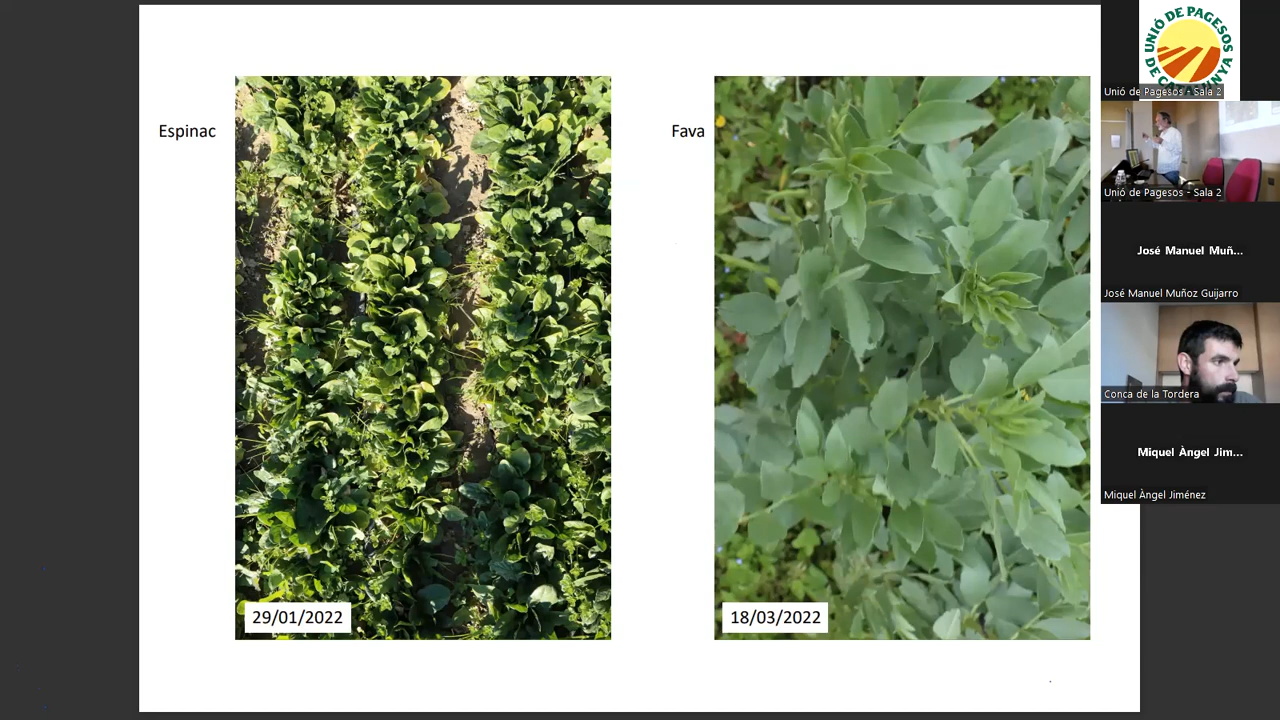 Espinac
29/01/2022
Fava
18/03/2022
UNIÓ DE PAGESOS
Unió de Pagesos - Sala 2
Unió de Pagesos - Sala 2
José Manuel Muñ...
José Manuel Muñoz Guijarro
Conca de la Tordera
Miquel Àngel Jim...
Miquel Àngel Jiménez